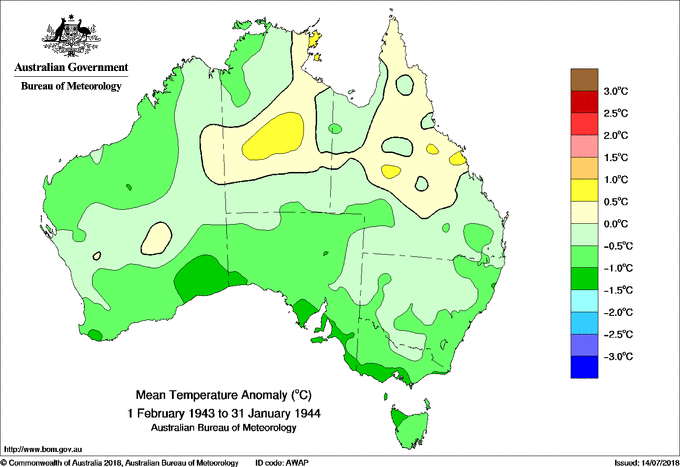 Australian Government
Bureau of Meteorology
3.0°C
2.5°C
2.0°C
1.5°C
1.0°C
0.5°C
0.0°C
-0.5°C
-1.0°C
-1.5°C
-2.0°C
-2.5°C
-3.0°C
Mean Temperature Anomaly (°C)
1 February 1943 to 31 January 1944
Australian Bureau of Meteorology
http://www.bom.gov.au
© Commonwealth of Australia 2018, Australian Bureau of Meteorology ID code: AWAP Issued: 14/07/2018